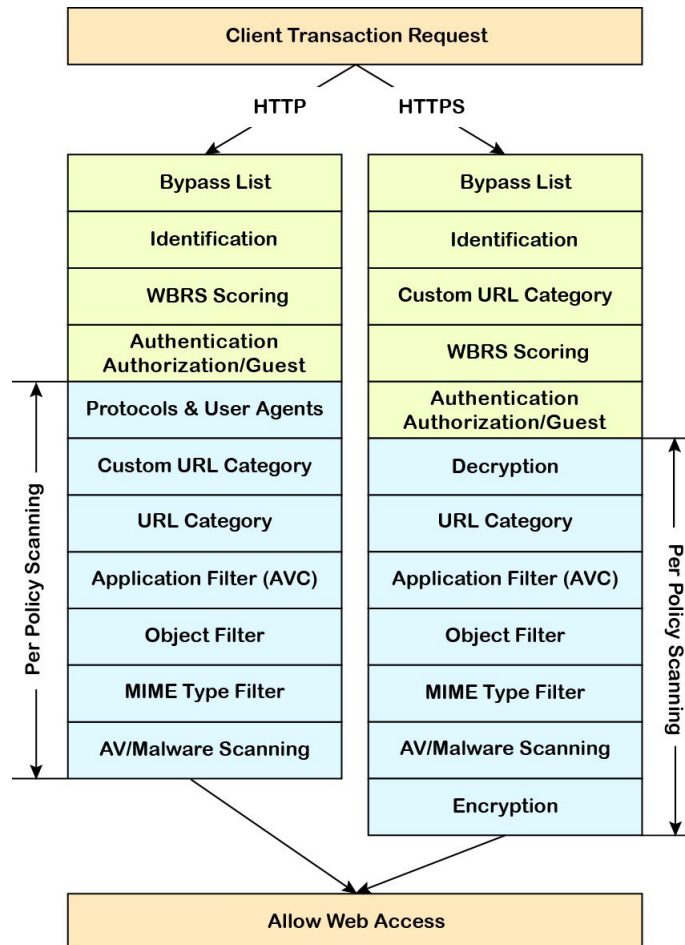 Client Transaction Request
HTTP
HTTPS
Bypass List
Identification
WBRS Scoring
Authentication
Authorization/Guest
Protocols & User Agents
Custom URL Category
URL Category
Application Filter (AVC)
Object Filter
MIME Type Filter
AV/Malware Scanning
Per Policy Scanning
Bypass List
Identification
Custom URL Category
WBRS Scoring
Authentication
Authorization/Guest
Decryption
URL Category
Application Filter (AVC)
Object Filter
MIME Type Filter
AV/Malware Scanning
Encryption
Per Policy Scanning
Allow Web Access